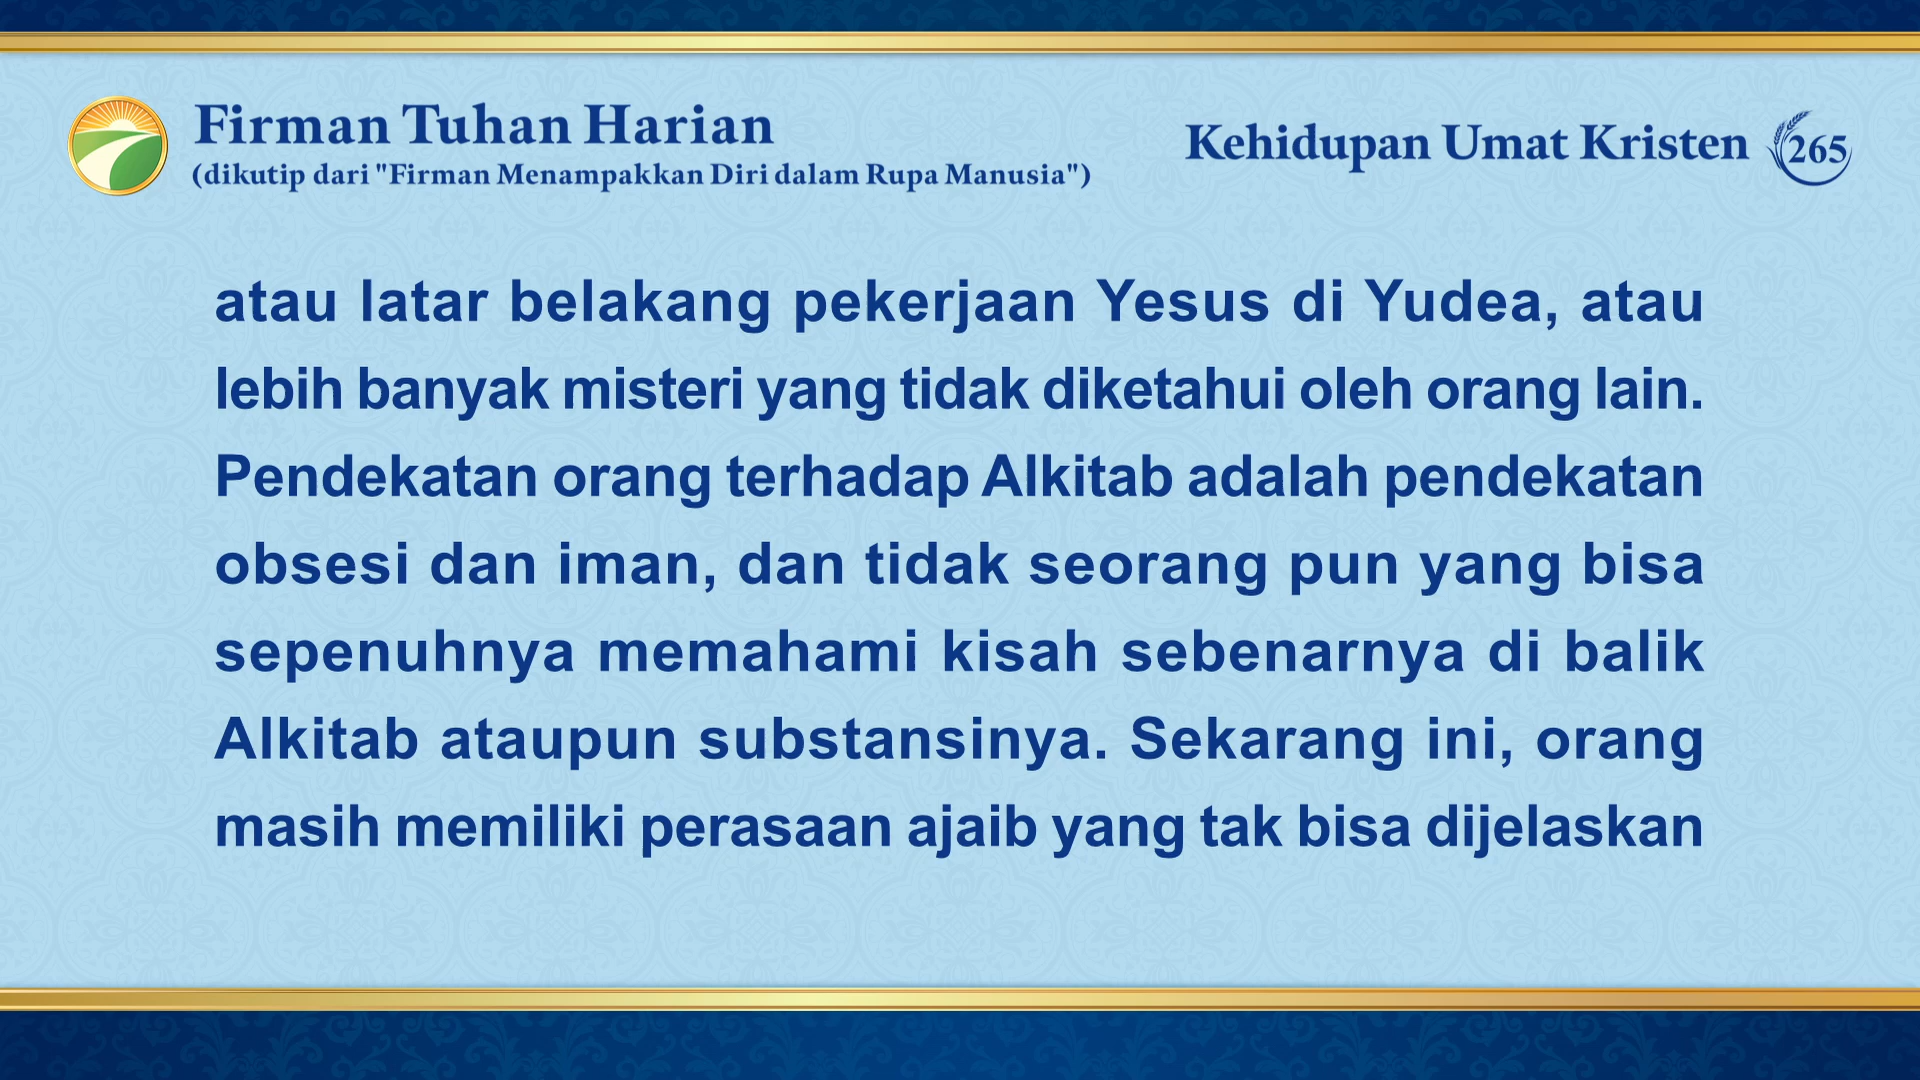 Firman Tuhan Harian
(dikutip dari "Firman Menampakkan Diri dalam Rupa Manusia")
Kehidupan Umat Kristen 265
atau latar belakang pekerjaan Yesus di Yudea, atau
lebih banyak misteri yang tidak diketahui oleh orang lain.
Pendekatan orang terhadap Alkitab adalah pendekatan
obsesi dan iman, dan tidak seorang pun yang bisa
sepenuhnya memahami kisah sebenarnya di balik
Alkitab ataupun substansinya. Sekarang ini, orang
masih memiliki perasaan ajaib yang tak bisa dijelaskan